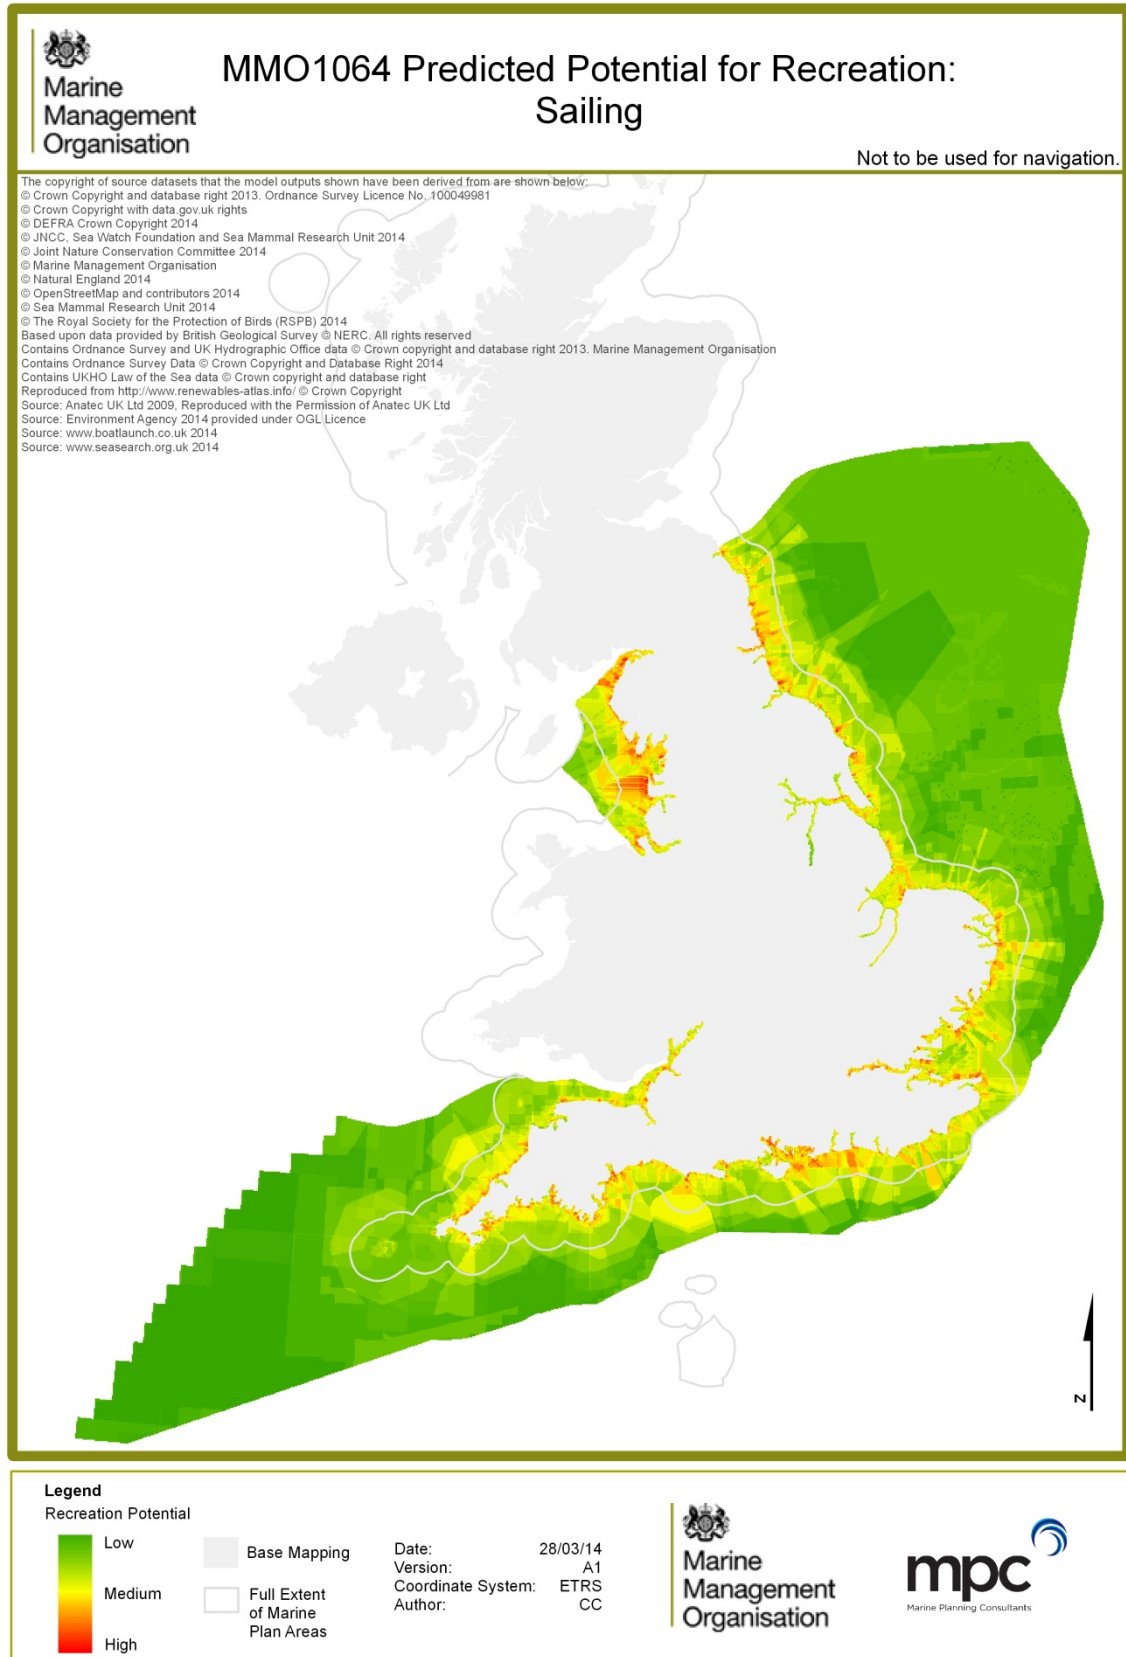 Marine
Management
Organisation
MMO1064 Predicted Potential for Recreation:
Sailing
Not to be used for navigation.
The copyright of source datasets that the model outputs shown have been derived from are shown below:
© Crown Copyright and database right 2013. Ordnance Survey Licence No. 100049981
© Crown Copyright with data.gov.uk rights
© DEFRA Crown Copyright 2014
© JNCC, Sea Watch Foundation and Sea Mammal Research Unit 2014
© Joint Nature Conservation Committee 2014
© Marine Management Organisation
© Natural England 2014
© OpenStreetMap and contributors 2014
© Sea Mammal Research Unit 2014
© The Royal Society for the Protection of Birds (RSPB) 2014
Based upon data provided by British Geological Survey © NERC. All rights reserved
Contains Ordnance Survey and UK Hydrographic Office data © Crown copyright and database right 2013. Marine Management Organisation
Contains Ordnance Survey Data © Crown Copyright and Database Right 2014
Contains UKHO Law of the Sea data © Crown copyright and database right
Reproduced from http://www.renewables-atlas.info/ © Crown Copyright
Source: Anatec UK Ltd 2009, Reproduced with the Permission of Anatec UK Ltd
Source: Environment Agency 2014 provided under OGL Licence
Source: www.boatlaunch.co.uk 2014
Source: www.seasearch.org.uk 2014
N
Legend
Recreation Potential
Low
Medium
High
Base Mapping
Full Extent
of Marine
Plan Areas
Date: 28/03/14
Version: A1
Coordinate System: ETRS
Author: CC
Marine
Management
Organisation
mpc
Marine Planning Consultants